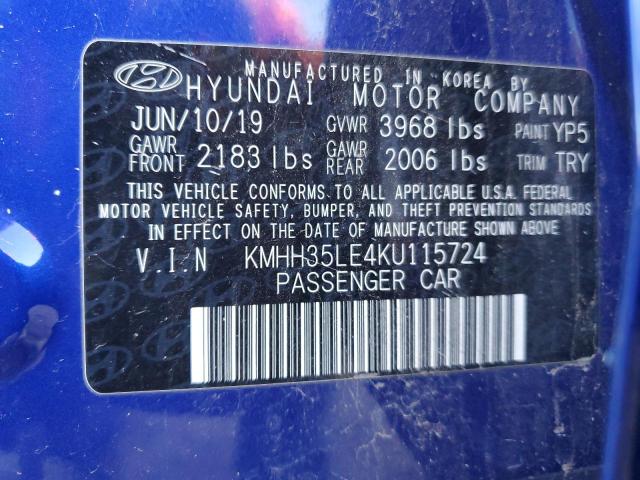 MANUFACTURED IN KOREA BY
HYUNDAI MOTOR COMPANY
JUN/10/19 GVWR 3968 lbs PAINT YP5
GAWR FRONT 2183 lbs GAWR REAR 2006 lbs TRIM TRY
THIS VEHICLE CONFORMS TO ALL APPLICABLE U.S.A. FEDERAL
MOTOR VEHICLE SAFETY, BUMPER, AND THEFT PREVENTION STANDARDS
IN EFFECT ON THE DATE OF MANUFACTURE SHOWN ABOVE
V.I.N KMHH35LE4KU115724
PASSENGER CAR